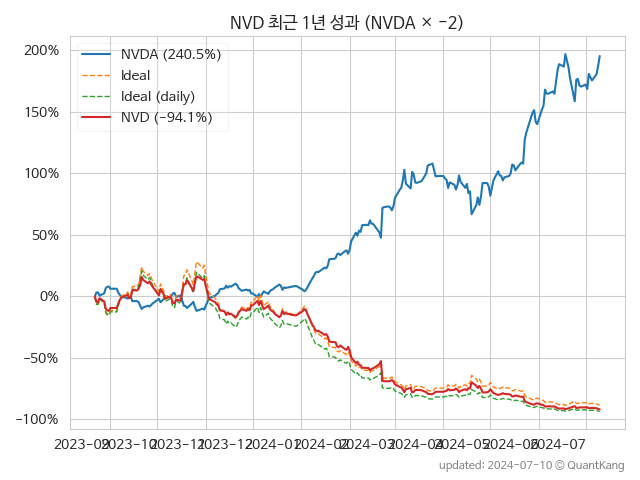 NVD 최근 1년 성과 (NVDA × −2)
200%
150%
100%
50%
0%
−50%
−100%
NVDA (240.5%)
Ideal
Ideal (daily)
NVD (−94.1%)
2023-09 2023-10 2023-11 2023-12 2024-01 2024-02 2024-03 2024-04 2024-05 2024-06 2024-07
updated: 2024-07-10 © QuantKang